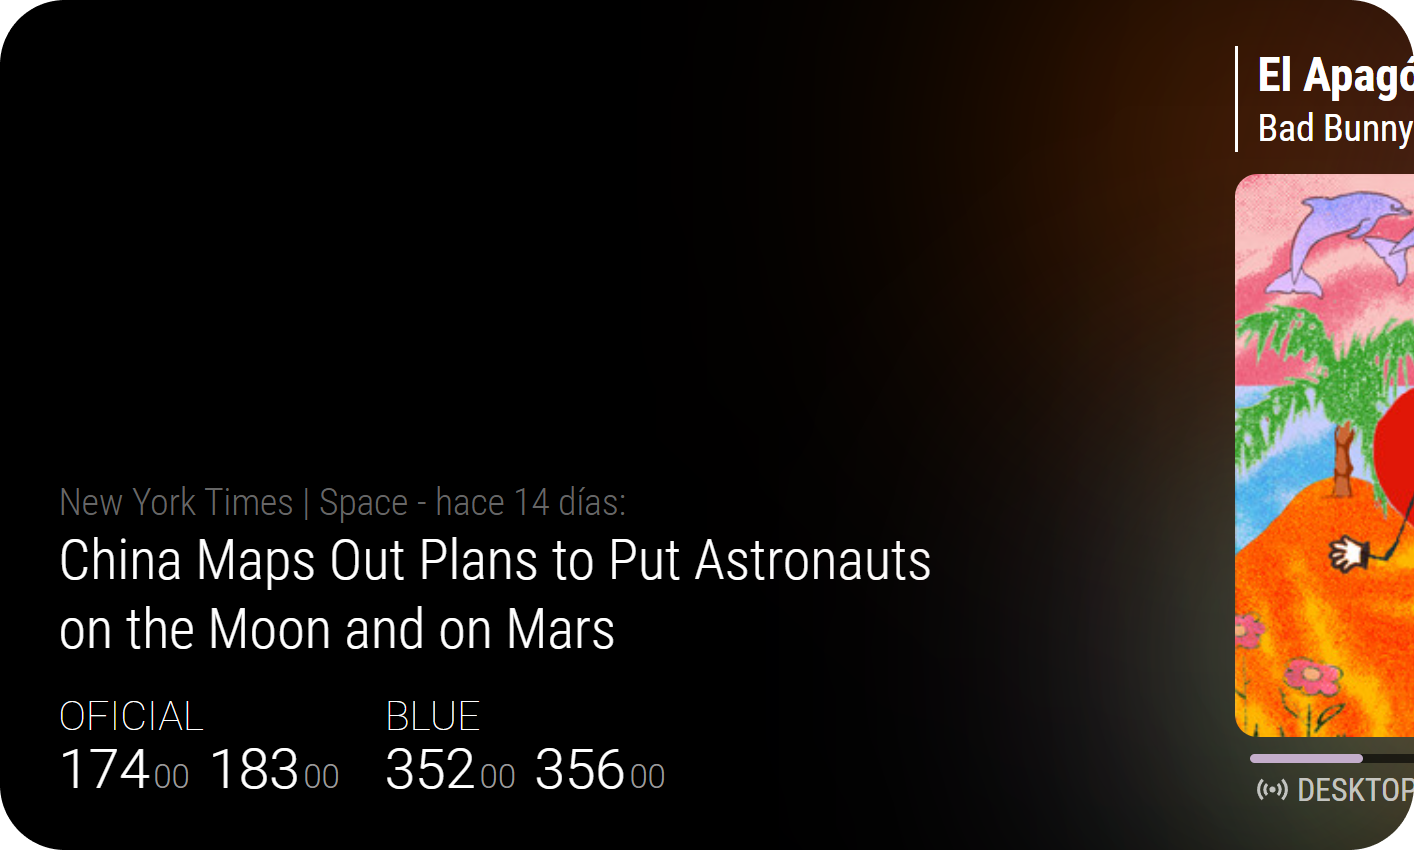 El Apagó
Bad Bunny
New York Times | Space - hace 14 días:
China Maps Out Plans to Put Astronauts
on the Moon and on Mars
OFICIAL BLUE
174 00 183 00 352 00 356 00
DESKTOP